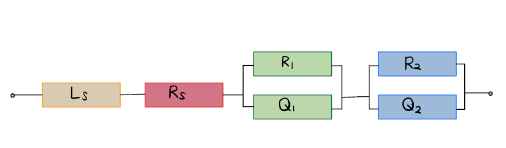 R₁ R₂
Ls Rs
Q₁ Q₂